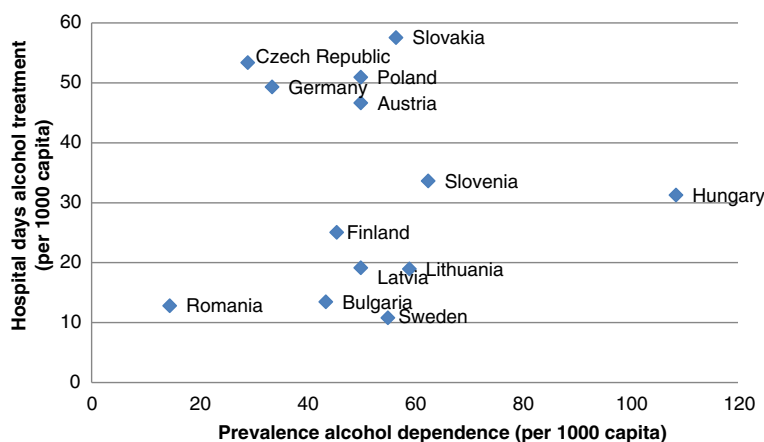 Hospital days alcohol treatment
(per 1000 capita)
60
50
40
30
20
10
0
Slovakia
Czech Republic
Poland
Germany
Austria
Slovenia
Hungary
Finland
Lithuania
Latvia
Romania
Bulgaria
Sweden
0 20 40 60 80 100 120
Prevalence alcohol dependence (per 1000 capita)